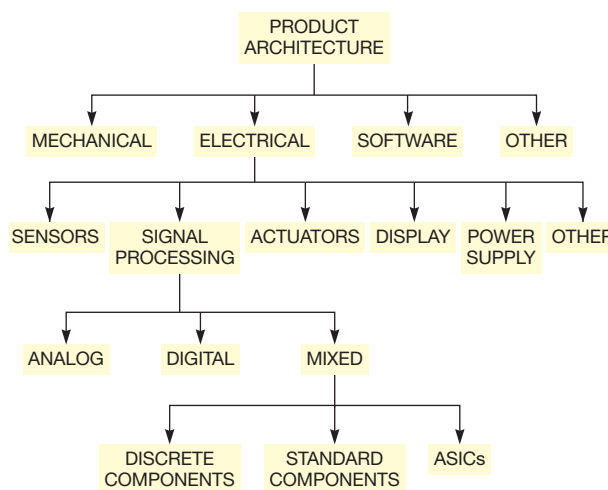 PRODUCT
ARCHITECTURE
MECHANICAL
ELECTRICAL
SOFTWARE
OTHER
SENSORS
SIGNAL
PROCESSING
ACTUATORS
DISPLAY
POWER
SUPPLY
OTHER
ANALOG
DIGITAL
MIXED
DISCRETE
COMPONENTS
STANDARD
COMPONENTS
ASICs